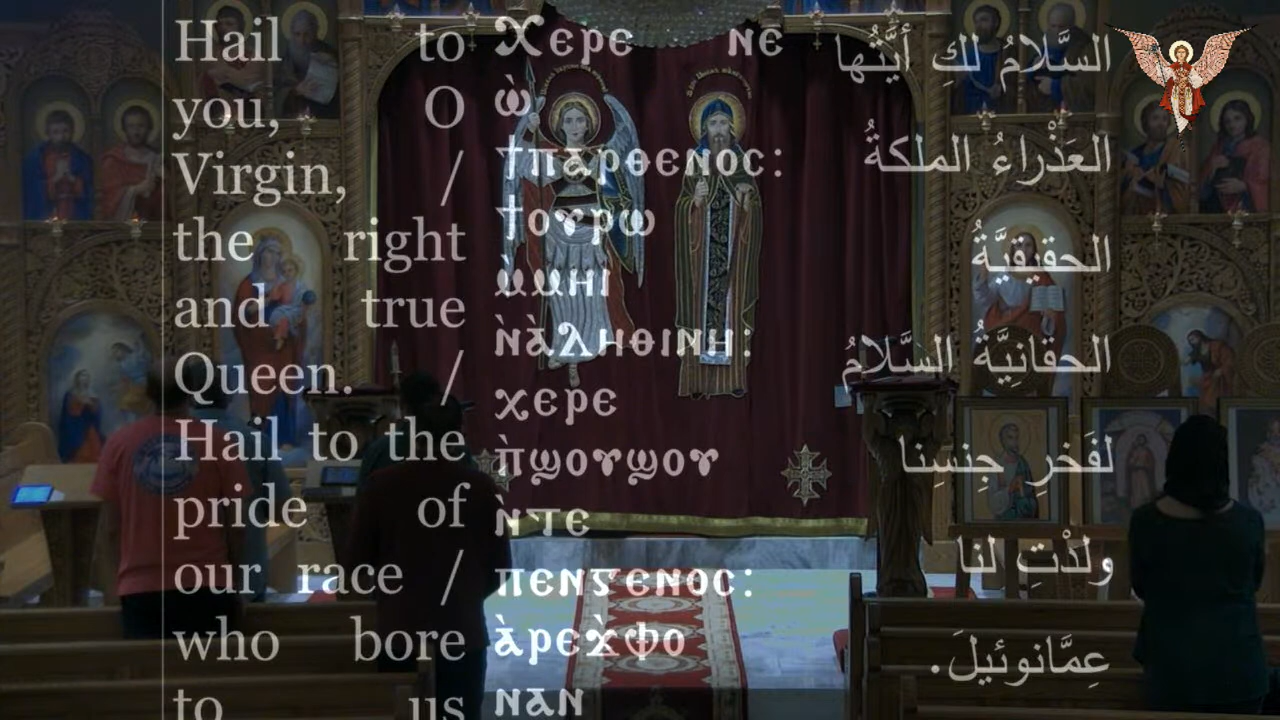 Hail to
you, O
Virgin, /
the right
and true
Queen. /
Hail to the
pride of
our race /
who bore
to us
Ⲭⲉⲣⲉ ⲛⲉ
ⲱ̀
ϯⲡⲁⲣⲑⲉⲛⲟⲥ:
ϯⲟⲩⲣⲱ
ⲙ̀ⲙⲏⲓ
ⲛ̀ⲁ̀ⲗⲏⲑⲓⲛⲏ:
ⲭⲉⲣⲉ
ⲡ̀ϣⲟⲩϣⲟⲩ
ⲛ̀ⲧⲉ
ⲡⲉⲛⲅⲉⲛⲟⲥ:
ⲁ̀ⲣⲉϫ̀ⲫⲟ
ⲛⲁⲛ
السَّلامُ لكِ أيَّتُها
العَذْراءُ الملكةُ
الحقيقيَّةُ
الحقانِيَّةُ السَّلامُ
لفَخرِ جِنسِنا
ولدْتِ لنا
عِمَّانوئيلَ.